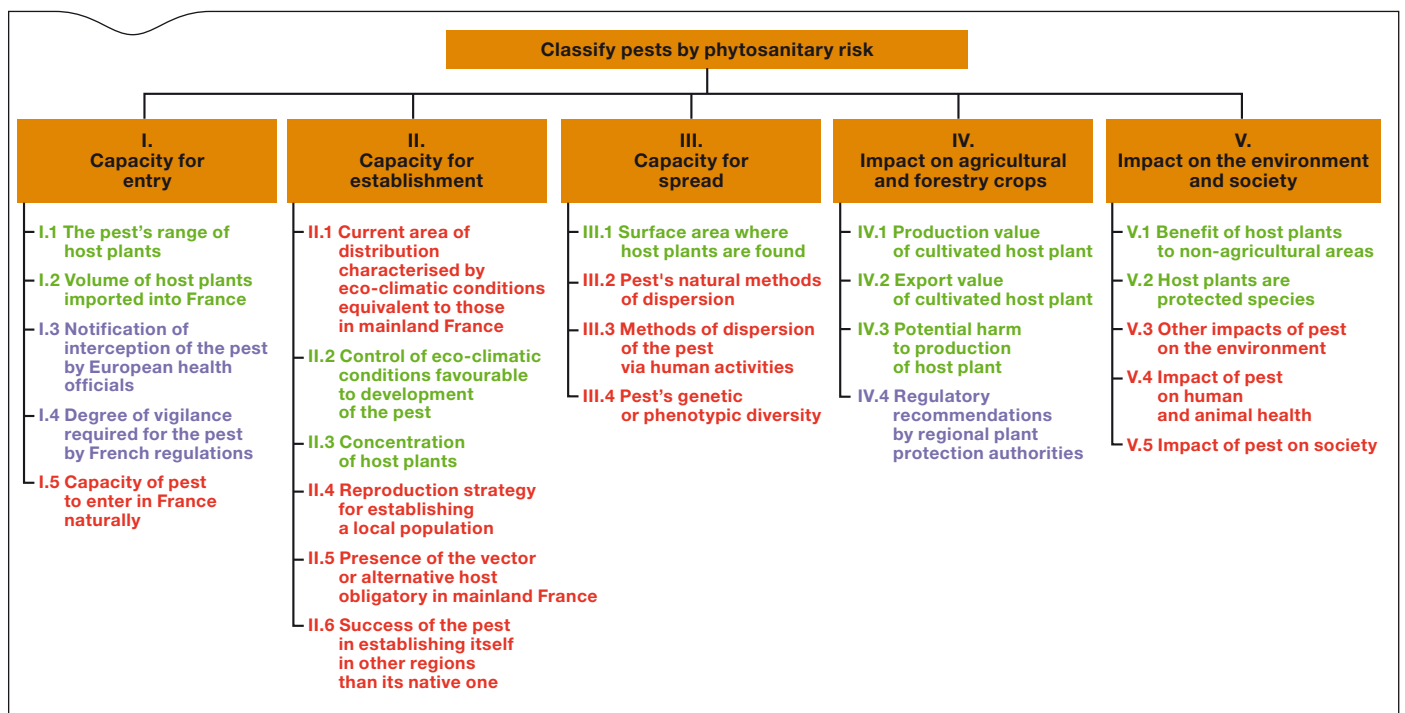 Classify pests by phytosanitary risk
I.
Capacity for
entry
I.1 The pest's range of
host plants
I.2 Volume of host plants
imported into France
I.3 Notification of
interception of the pest
by European health
officials
I.4 Degree of vigilance
required for the pest
by French regulations
I.5 Capacity of pest
to enter in France
naturally
II.
Capacity for
establishment
II.1 Current area of
distribution
characterised by
eco-climatic conditions
equivalent to those
in mainland France
II.2 Control of eco-climatic
conditions favourable
to development
of the pest
II.3 Concentration
of host plants
II.4 Reproduction strategy
for establishing
a local population
II.5 Presence of the vector
or alternative host
obligatory in mainland France
II.6 Success of the pest
in establishing itself
in other regions
than its native one
III.
Capacity for
spread
III.1 Surface area where
host plants are found
III.2 Pest's natural methods
of dispersion
III.3 Methods of dispersion
of the pest
via human activities
III.4 Pest's genetic
or phenotypic diversity
IV.
Impact on agricultural
and forestry crops
IV.1 Production value
of cultivated host plant
IV.2 Export value
of cultivated host plant
IV.3 Potential harm
to production
of host plant
IV.4 Regulatory
recommendations
by regional plant
protection authorities
V.
Impact on the environment
and society
V.1 Benefit of host plants
to non-agricultural areas
V.2 Host plants are
protected species
V.3 Other impacts of pest
on the environment
V.4 Impact of pest
on human
and animal health
V.5 Impact of pest on society